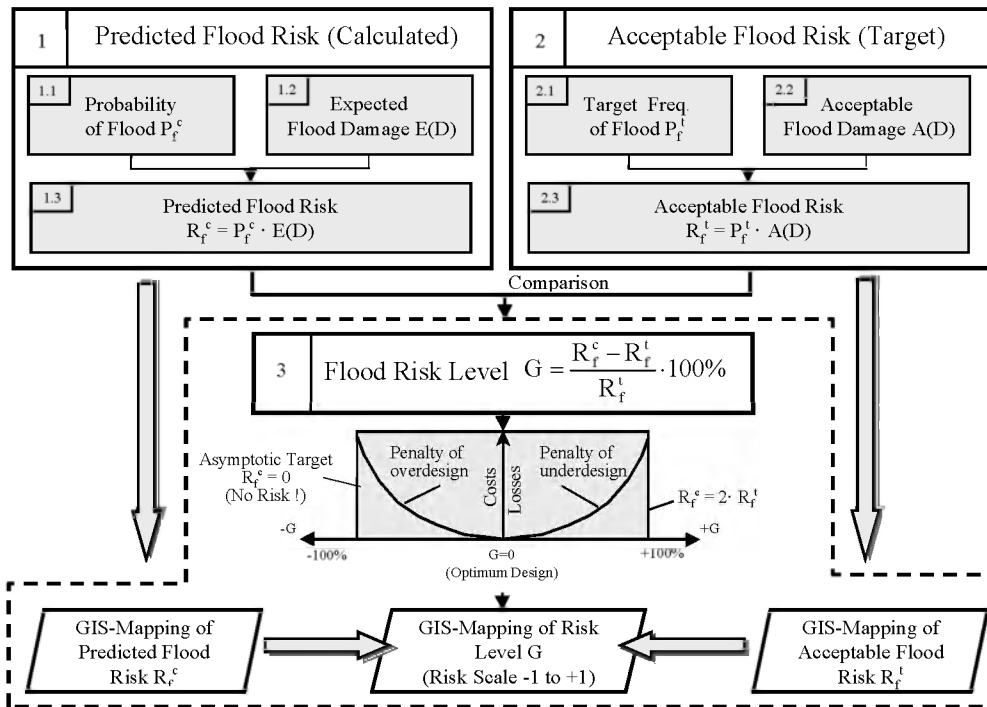 1 Predicted Flood Risk (Calculated)
1.1
Probability
of Flood P_f^c
1.2
Expected
Flood Damage E(D)
1.3
Predicted Flood Risk
R_f^c = P_f^c · E(D)
2 Acceptable Flood Risk (Target)
2.1
Target Freq.
of Flood P_f^t
2.2
Acceptable
Flood Damage A(D)
2.3
Acceptable Flood Risk
R_f^t = P_f^t · A(D)
Comparison
3 Flood Risk Level G = (R_f^c − R_f^t) / R_f^t · 100%
Asymptotic Target
R_f^c = 0
(No Risk !)
Penalty of
overdesign
Costs
Losses
Penalty of
underdesign
R_f^c = 2· R_f^t
-G
+G
-100%
G=0
+100%
(Optimum Design)
GIS-Mapping of
Predicted Flood
Risk R_f^c
GIS-Mapping of Risk
Level G
(Risk Scale -1 to +1)
GIS-Mapping of
Acceptable Flood
Risk R_f^t